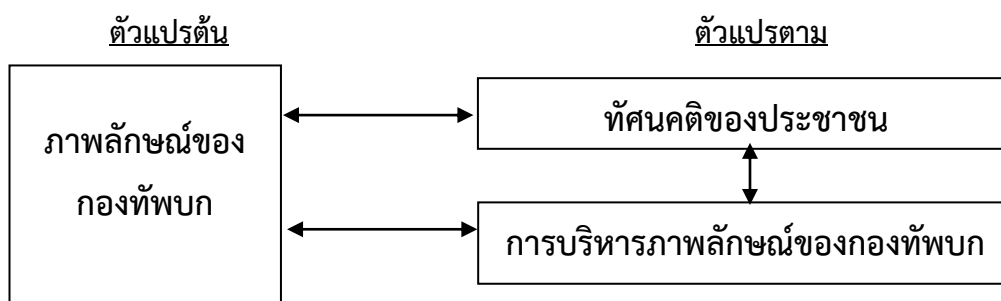 ตัวแปรต้น
ตัวแปรตาม
ภาพลักษณ์ของ
กองทัพบก
ทัศนคติของประชาชน
การบริหารภาพลักษณ์ของกองทัพบก